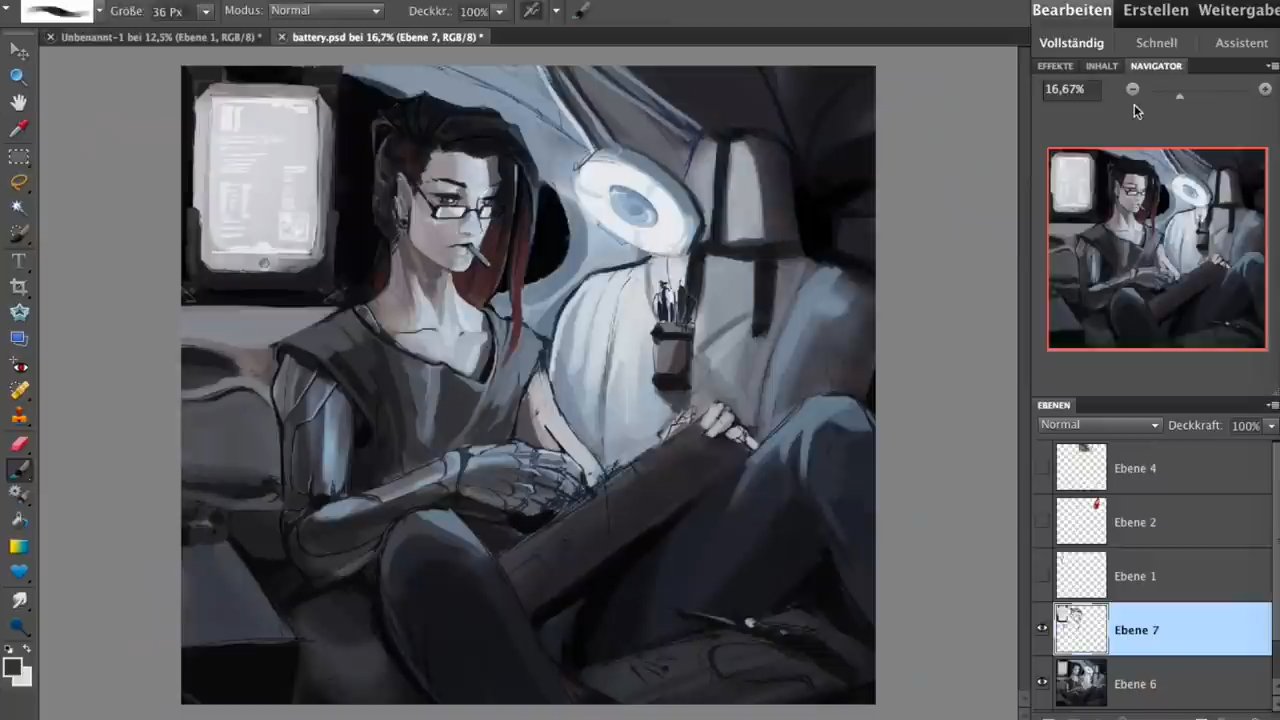 Größe: 36 Px Modus: Normal Deckkr.: 100%
Bearbeiten Erstellen Weitergabe
Unbenannt-1 bei 12,5% (Ebene 1, RGB/8) * battery.psd bei 16,7% (Ebene 7, RGB/8) *
Vollständig Schnell Assistent
EFFEKTE INHALT NAVIGATOR
16,67%
EBENEN
Normal Deckkraft: 100%
Ebene 4
Ebene 2
Ebene 1
Ebene 7
Ebene 6